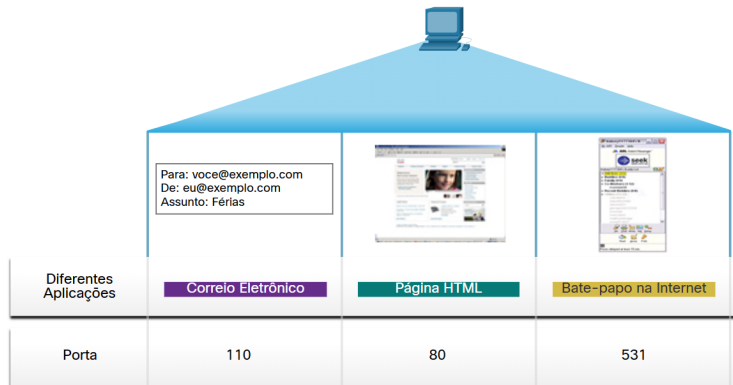 Para: voce@exemplo.com
De: eu@exemplo.com
Assunto: Férias
seek
Diferentes
Aplicações
Correio Eletrônico
Página HTML
Bate-papo na Internet
Porta
110
80
531